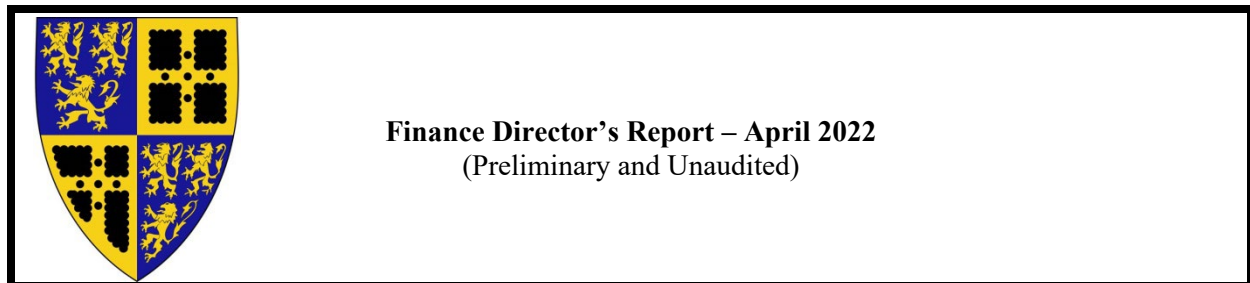 Finance Director’s Report – April 2022
(Preliminary and Unaudited)